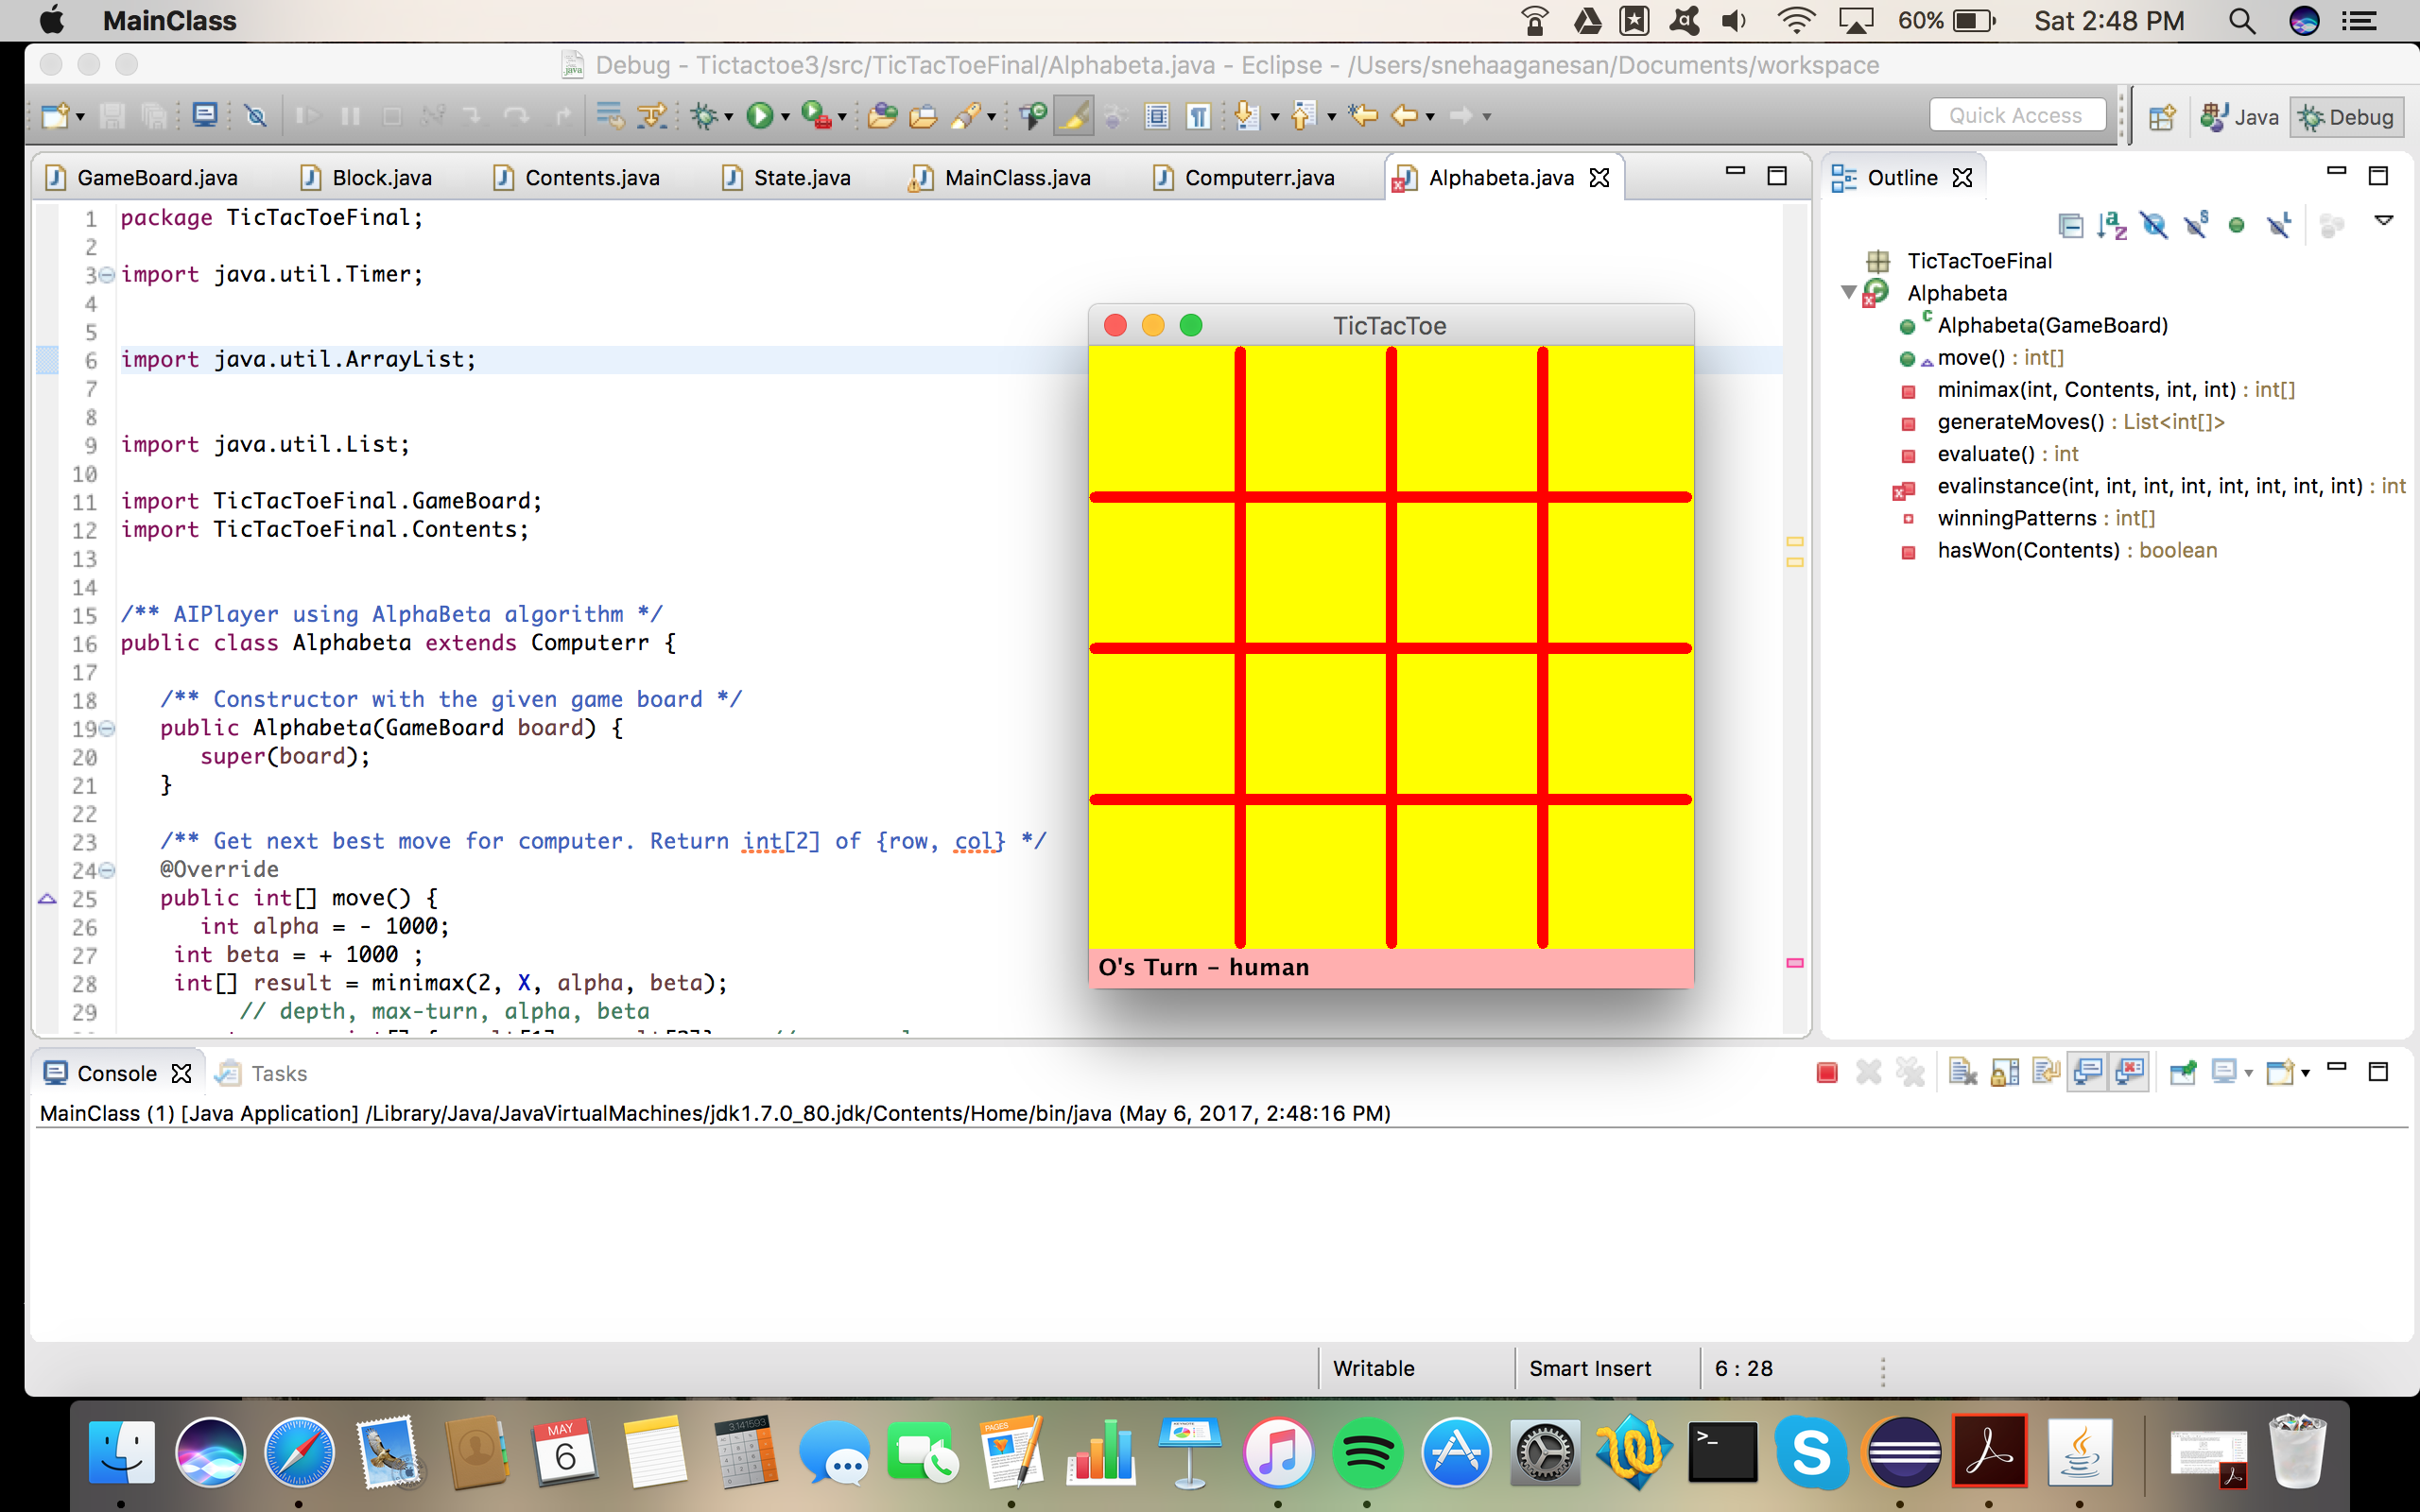 MainClass
60%
Sat 2:48 PM
Debug - Tictactoe3/src/TicTacToeFinal/Alphabeta.java - Eclipse - /Users/snehaaganesan/Documents/workspace
Quick Access
Java
Debug
GameBoard.java
Block.java
Contents.java
State.java
MainClass.java
Computerr.java
Alphabeta.java
1 package TicTacToeFinal;
2
3 import java.util.Timer;
4
5
6 import java.util.ArrayList;
7
8
9 import java.util.List;
10
11 import TicTacToeFinal.GameBoard;
12 import TicTacToeFinal.Contents;
13
14
15 /** AIPlayer using AlphaBeta algorithm */
16 public class Alphabeta extends Computerr {
17
18 /** Constructor with the given game board */
19 public Alphabeta(GameBoard board) {
20 super(board);
21 }
22
23 /** Get next best move for computer. Return int[2] of {row, col} */
24 @Override
25 public int[] move() {
26 int alpha = - 1000;
27 int beta = + 1000 ;
28 int[] result = minimax(2, X, alpha, beta);
29 // depth, max-turn, alpha, beta
TicTacToe
O's Turn - human
Outline
TicTacToeFinal
Alphabeta
Alphabeta(GameBoard)
move() : int[]
minimax(int, Contents, int, int) : int[]
generateMoves() : List<int[]>
evaluate() : int
evalinstance(int, int, int, int, int, int, int, int) : int
winningPatterns : int[]
hasWon(Contents) : boolean
Console
Tasks
MainClass (1) [Java Application] /Library/Java/JavaVirtualMachines/jdk1.7.0_80.jdk/Contents/Home/bin/java (May 6, 2017, 2:48:16 PM)
Writable
Smart Insert
6 : 28
MAY
6
3.141593
PAGES